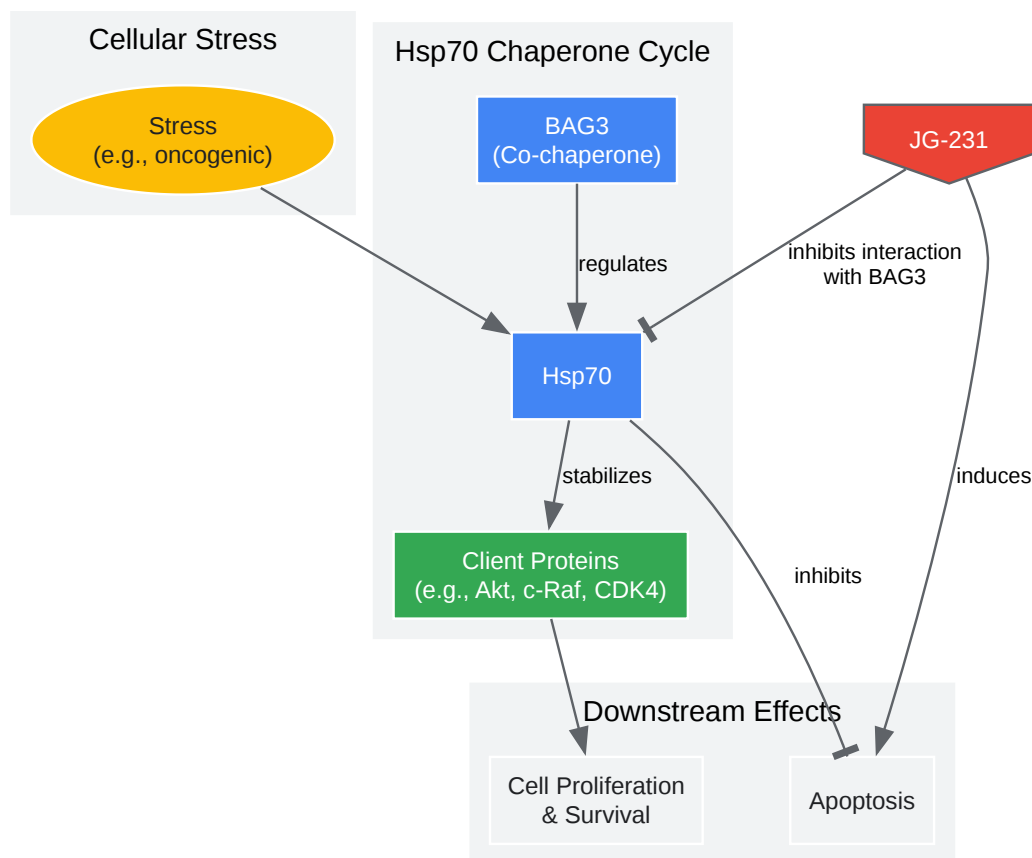 Cellular Stress
Stress
(e.g., oncogenic)
Hsp70 Chaperone Cycle
BAG3
(Co-chaperone)
JG-231
regulates
inhibits interaction
with BAG3
Hsp70
stabilizes
induces
Client Proteins
(e.g., Akt, c-Raf, CDK4)
inhibits
Downstream Effects
Cell Proliferation
& Survival
Apoptosis